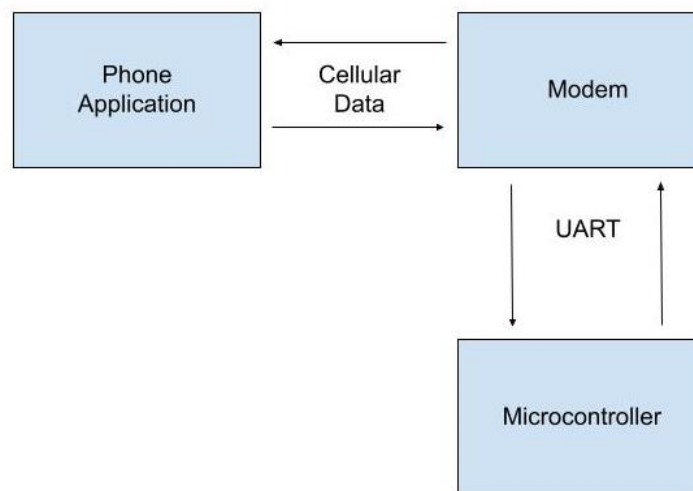 Phone
Application
Cellular
Data
Modem
UART
Microcontroller